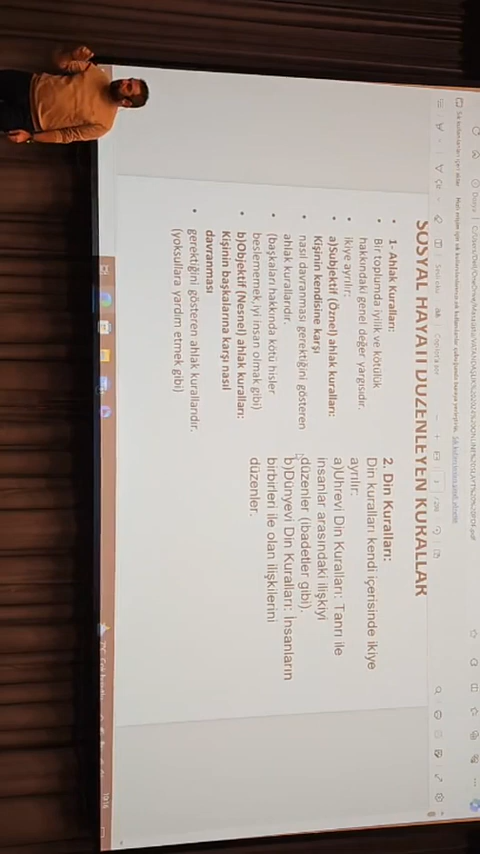 SOSYAL HAYATI DÜZENLEYEN KURALLAR
• 1- Ahlak Kuralları:
• Bir toplumda iyilik ve kötülük
hakkındaki genel değer yargısıdır.
• İkiye ayrılır:
• a)Subjektif (Öznel) ahlak kuralları:
Kişinin kendisine karşı
• nasıl davranması gerektiğini gösteren
ahlak kurallarıdır.
• (başkaları hakkında kötü hisler
beslememek,iyi insan olmak gibi)
• b)Objektif (Nesnel) ahlak kuralları:
Kişinin başkalarına karşı nasıl
davranması
• gerektiğini gösteren ahlak kurallarıdır.
(yoksullara yardım etmek gibi)
2. Din Kuralları:
Din kuralları kendi içerisinde ikiye
ayrılır:
a)Uhrevi Din Kuralları: Tanrı ile
insanlar arasındaki ilişkiyi
düzenler (ibadetler gibi).
b)Dünyevi Din Kuralları: İnsanların
birbirleri ile olan ilişkilerini
düzenler.